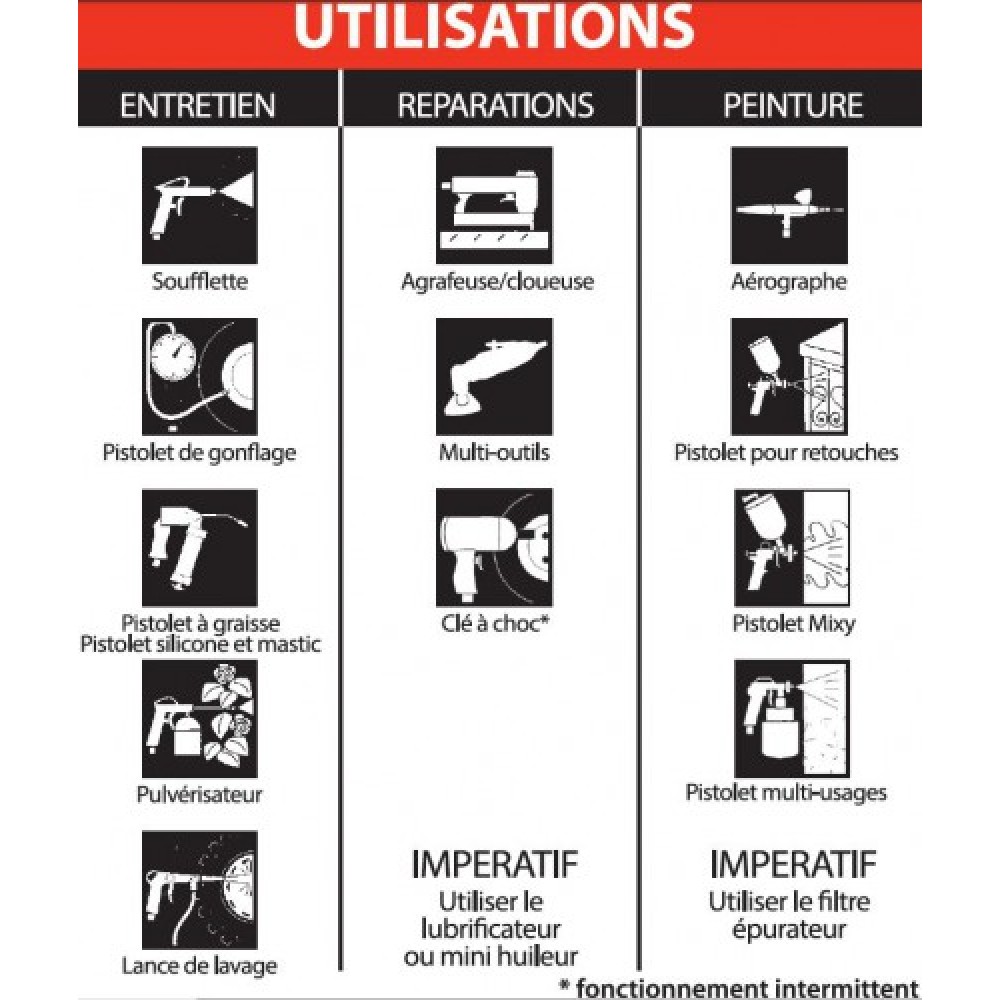 UTILISATIONS
ENTRETIEN
Soufflette
Pistolet de gonflage
Pistolet à graisse
Pistolet silicone et mastic
Pulvérisateur
Lance de lavage
REPARATIONS
Agrafeuse/cloueuse
Multi-outils
Clé à choc*
IMPERATIF
Utiliser le
lubrificateur
ou mini huileur
PEINTURE
Aérographe
Pistolet pour retouches
Pistolet Mixy
Pistolet multi-usages
IMPERATIF
Utiliser le filtre
épurateur
* fonctionnement intermittent